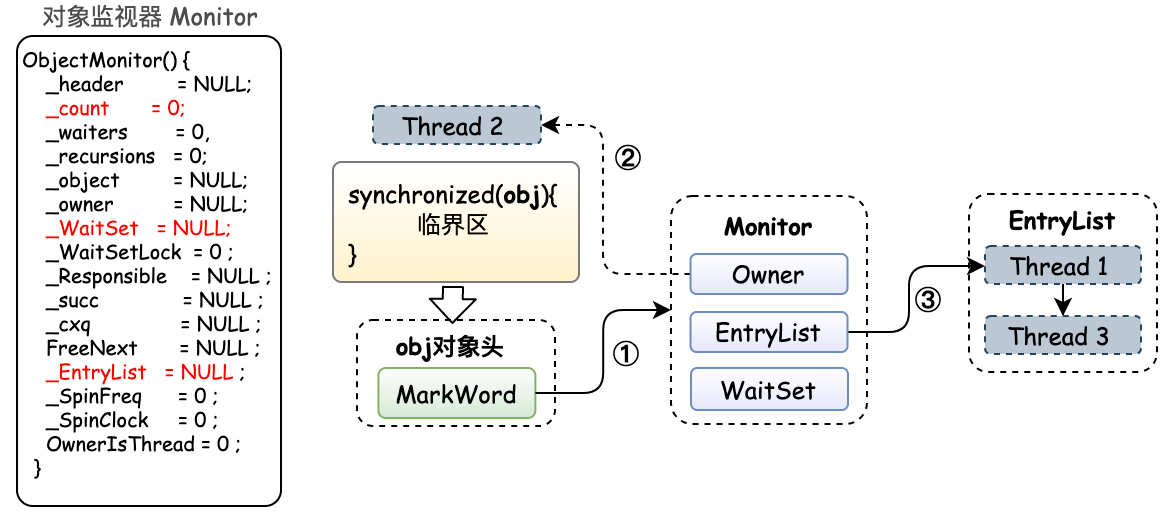 对象监视器 Monitor
ObjectMonitor() {
_header = NULL;
_count = 0;
_waiters = 0,
_recursions = 0;
_object = NULL;
_owner = NULL;
_WaitSet = NULL;
_WaitSetLock = 0 ;
_Responsible = NULL ;
_succ = NULL ;
_cxq = NULL ;
FreeNext = NULL ;
_EntryList = NULL ;
_SpinFreq = 0 ;
_SpinClock = 0 ;
OwnerIsThread = 0 ;
}
Thread 2
synchronized(obj){
临界区
}
obj对象头
MarkWord
①
②
Monitor
Owner
EntryList
WaitSet
③
EntryList
Thread 1
Thread 3